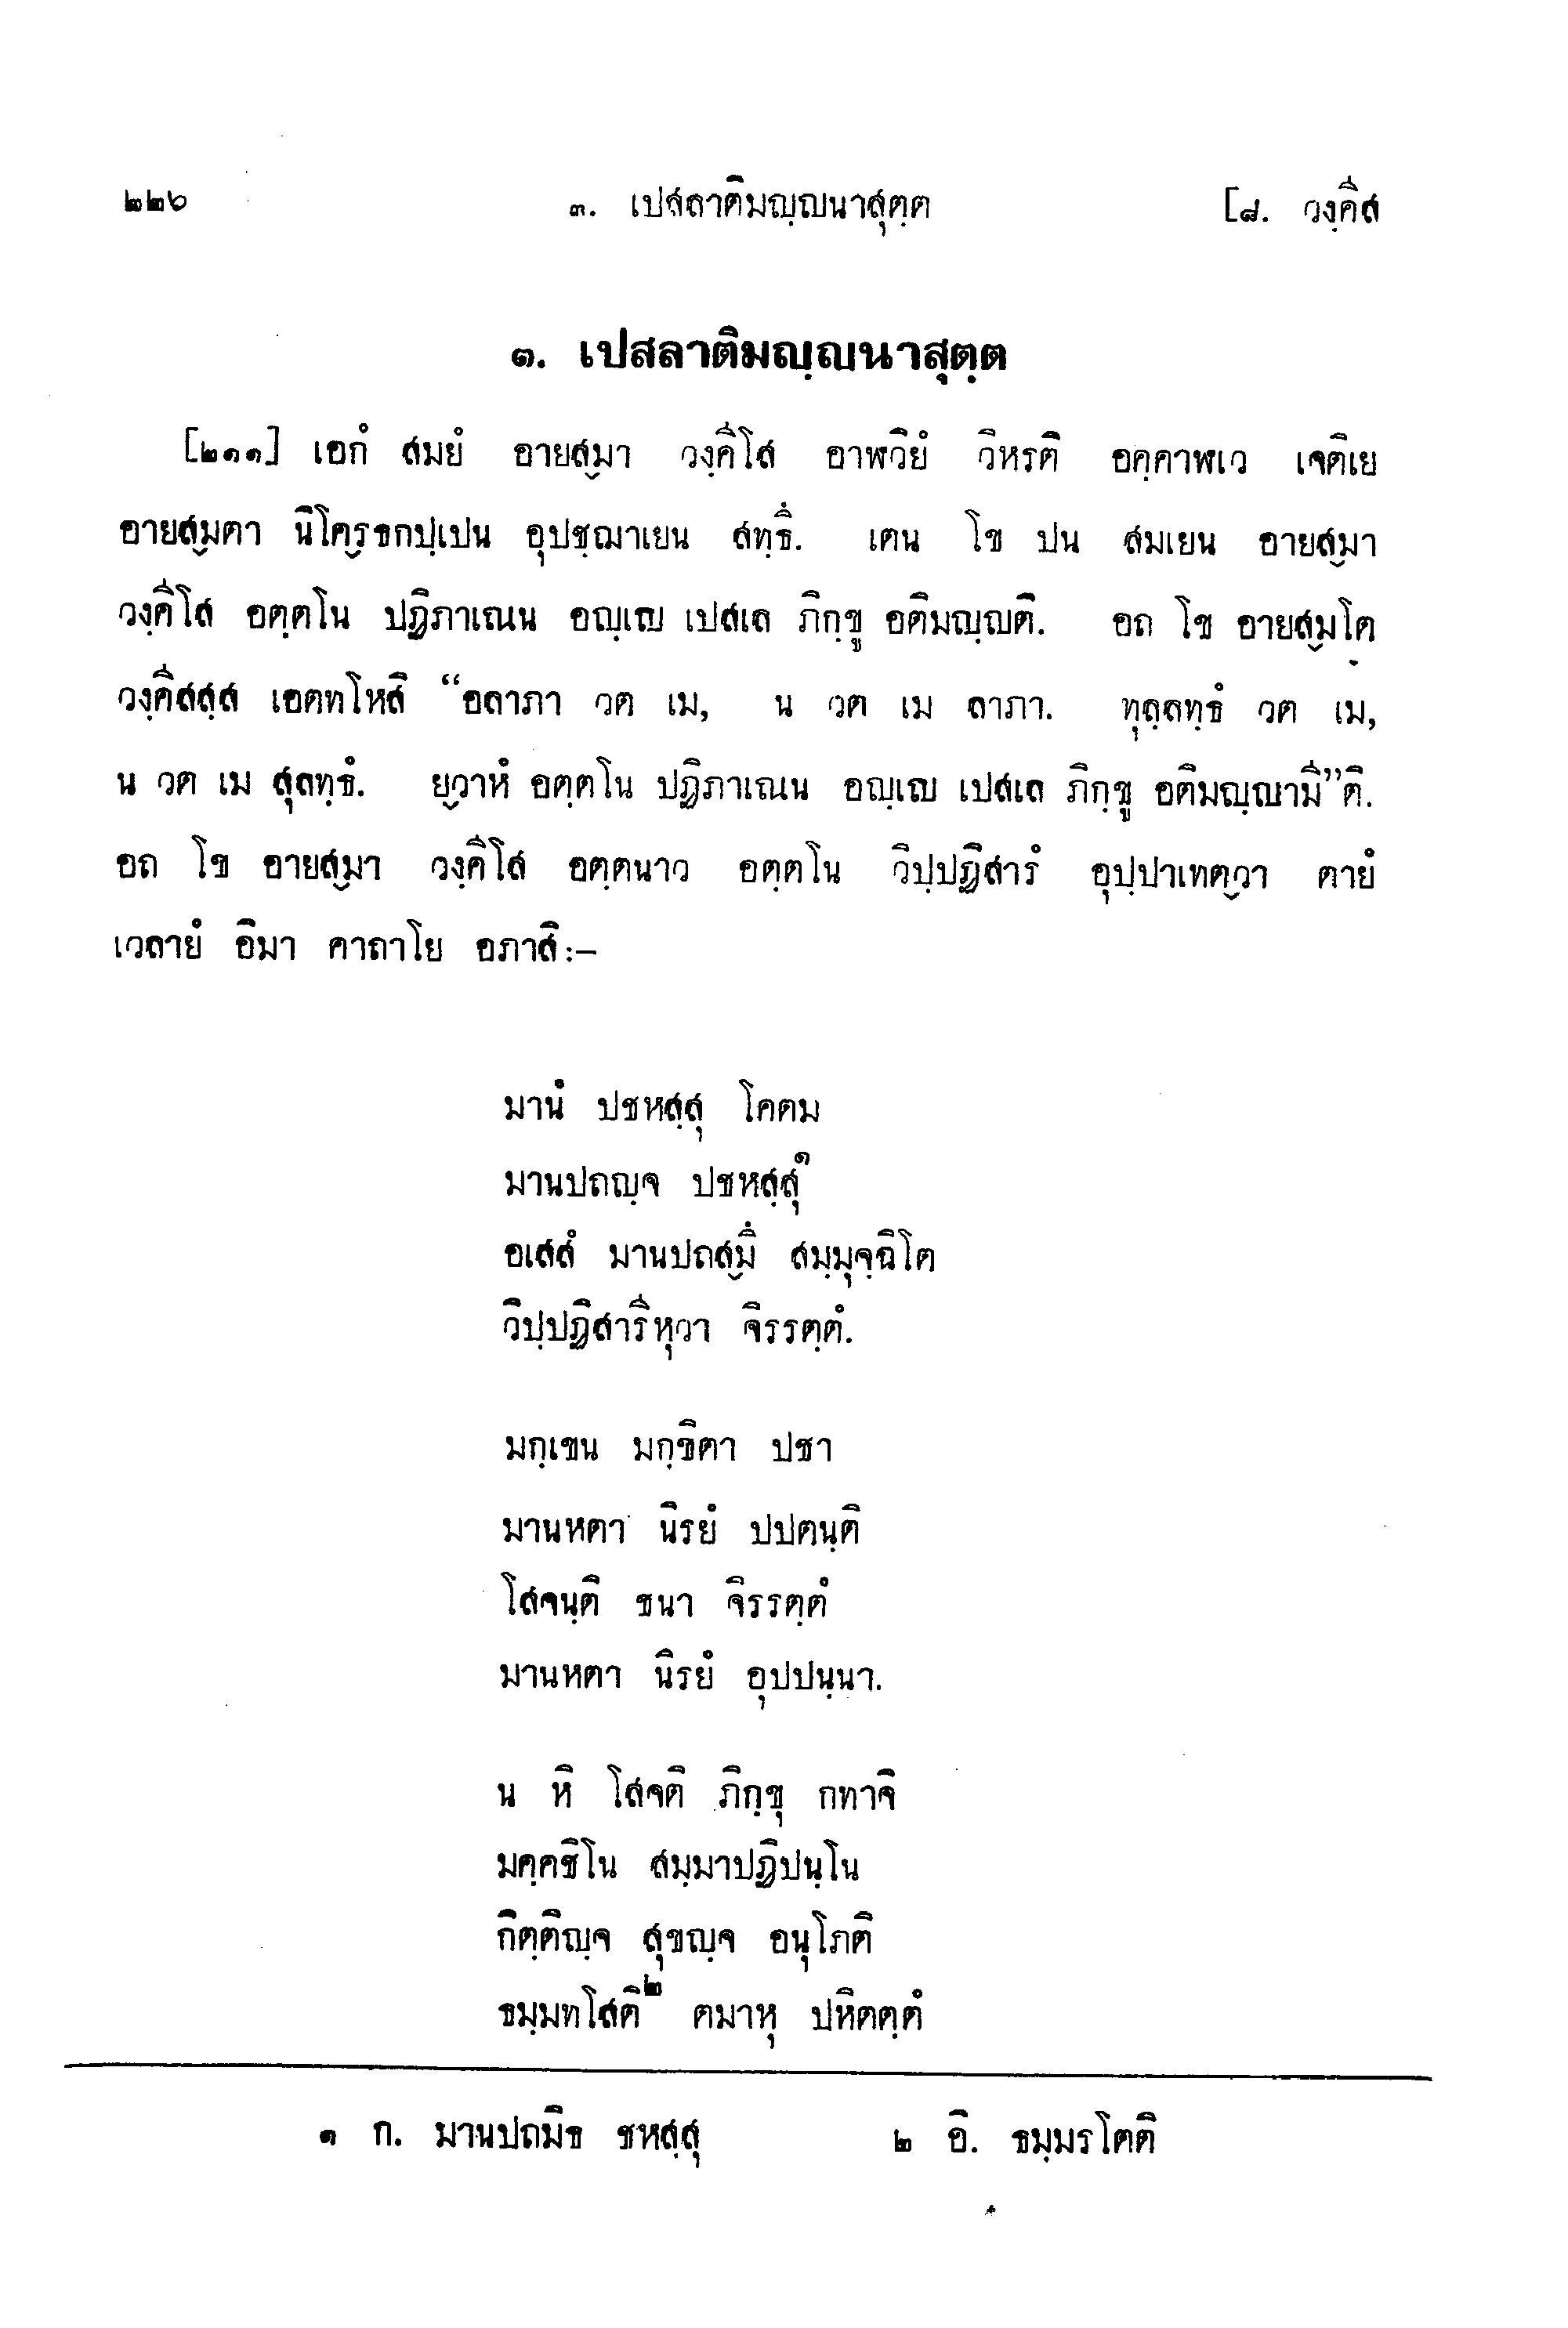 ๒๒๖ ๓. เปสลาติมญฺญนาสุตฺต [๘. วงฺคีส
๓. เปสลาติมญฺญนาสุตฺต
[๒๑๑] เอกํ สมยํ อายสฺมา วงฺคีโส อาฬวิยํ วิหรติ อคฺคาฬเว เจติเย
อายสฺมตา นิโคฺรธกปฺเปน อุปชฺฌาเยน สทฺธึ. เตน โข ปน สมเยน อายสฺมา
วงฺคีโส อตฺตโน ปฏิภาเณน อญฺเญ เปสเล ภิกฺขู อติมญฺญติ. อถ โข อายสฺมโต
วงฺคีสสฺส เอตทโหสิ “อลาภา วต เม, น วต เม ลาภา. ทุลฺลทฺธํ วต เม,
น วต เม สุลทฺธํ. ยฺวาหํ อตฺตโน ปฏิภาเณน อญฺเญ เปสเล ภิกฺขู อติมญฺญามี”ติ.
อถ โข อายสฺมา วงฺคีโส อตฺตนาว อตฺตโน วิปฺปฏิสารํ อุปฺปาเทตฺวา ตายํ
เวลายํ อิมา คาถาโย อภาสิ:–
มานํ ปชหสฺสุ โคตม
มานปถญฺจ ปชหสฺสุ๑
อเสสํ มานปถสฺมึ สมฺมุจฺฉิโต
วิปฺปฏิสารีหุวา จิรรตฺตํ.
มกฺเขน มกฺขิตา ปชา
มานหตา นิรยํ ปปตนฺติ
โสจนฺติ ชนา จิรรตฺตํ
มานหตา นิรยํ อุปปนฺนา.
น หิ โสจติ ภิกฺขุ กทาจิ
มคฺคชิโน สมฺมาปฏิปนฺโน
กิตฺติญฺจ สุขญฺจ อนุโภติ
ธมฺมทโสติ๒ ตมาหุ ปหิตตฺตํ
๑ ก. มานปถมิธ ชหสฺสุ ๒ อิ. ธมฺมรโตติ